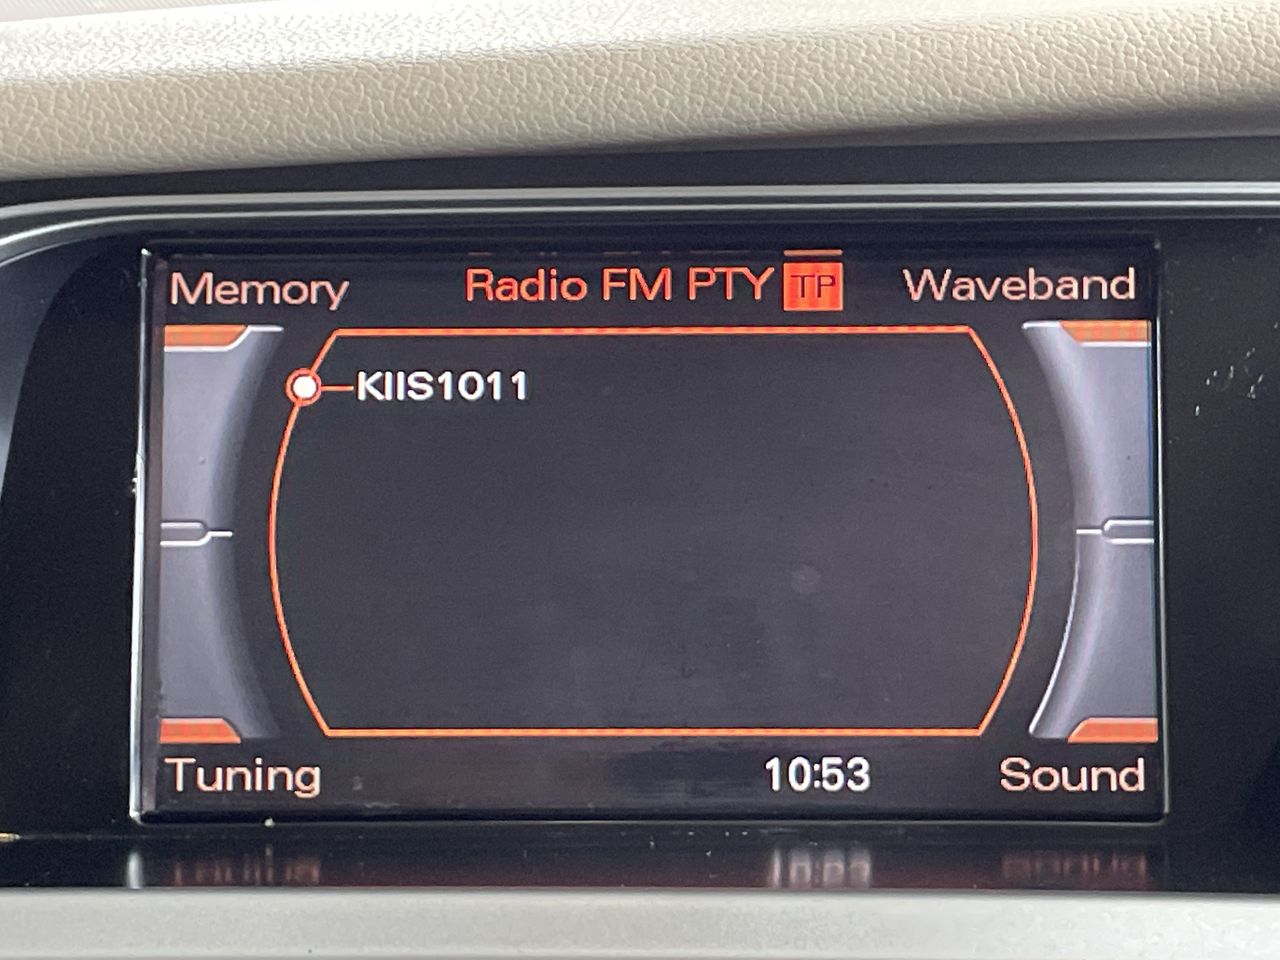 Memory Radio FM PTY TP Waveband
KIIS1011
Tuning 10:53 Sound